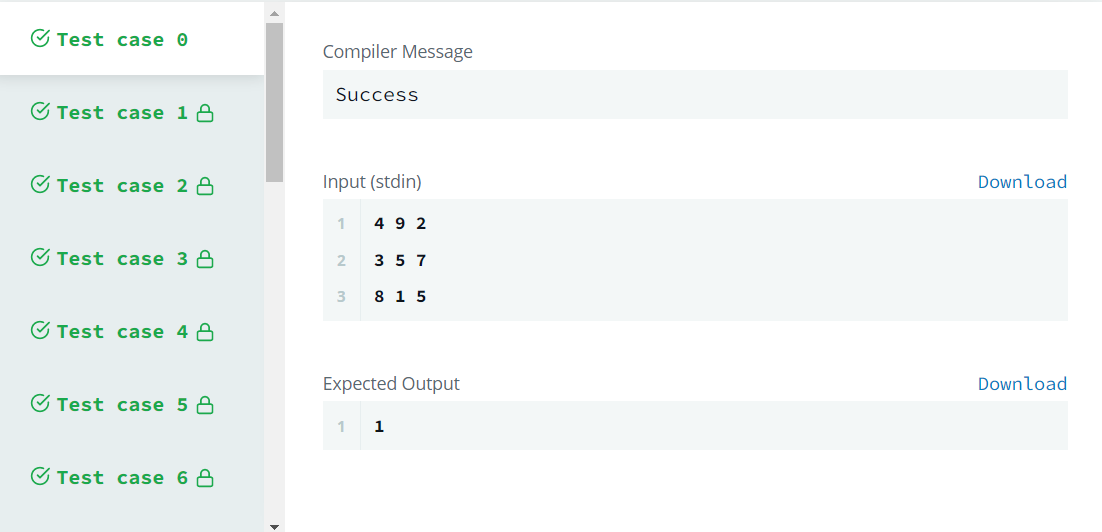 Test case 0
Test case 1
Test case 2
Test case 3
Test case 4
Test case 5
Test case 6
Compiler Message
Success
Input (stdin)
Download
1 4 9 2
2 3 5 7
3 8 1 5
Expected Output
Download
1 1